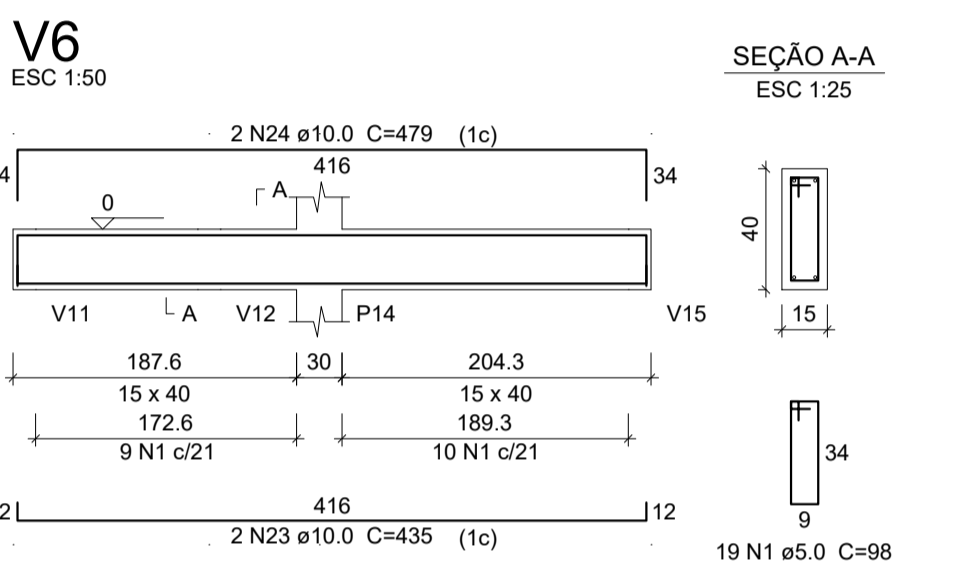 V6
ESC 1:50
SEÇÃO A-A
ESC 1:25
2 N24 ø10.0 C=479 (1c)
416
4
34
A
0
40
15
V11
A
V12
P14
V15
187.6
30
204.3
15 x 40
15 x 40
172.6
189.3
9 N1 c/21
10 N1 c/21
34
9
19 N1 ø5.0 C=98
2
416
12
2 N23 ø10.0 C=435 (1c)